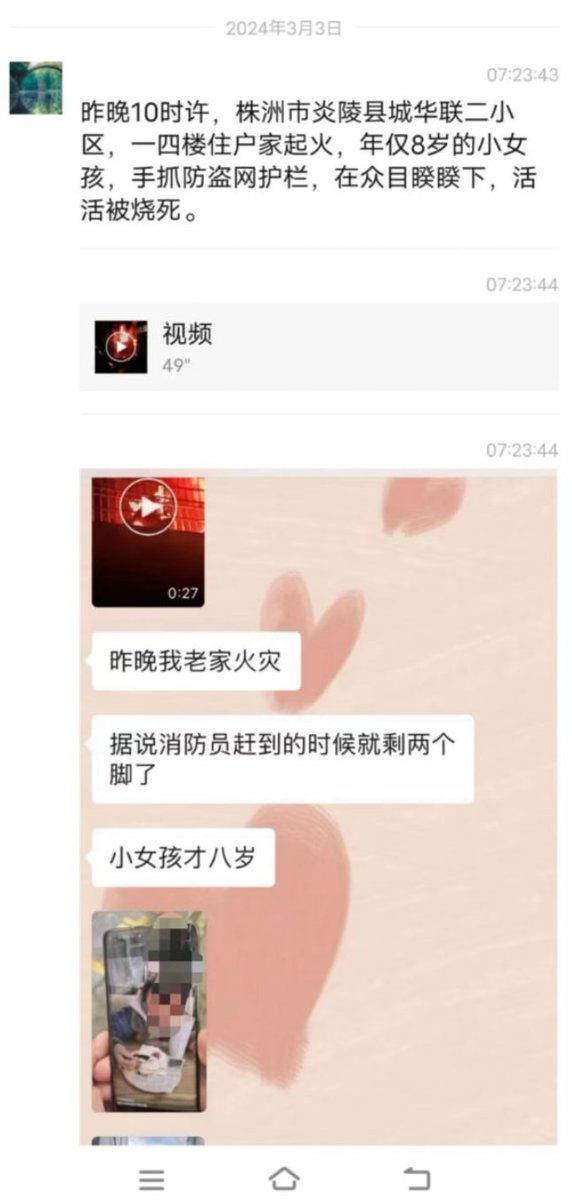 2024年3月3日
07:23:43
昨晚10时许，株洲市炎陵县城华联二小
区，一四楼住户家起火，年仅8岁的小女
孩，手抓防盗网护栏，在众目睽睽下，活
活被烧死。
07:23:44
视频
49"
07:23:44
0:27
昨晚我老家火灾
据说消防员赶到的时候就剩两个
脚了
小女孩才八岁